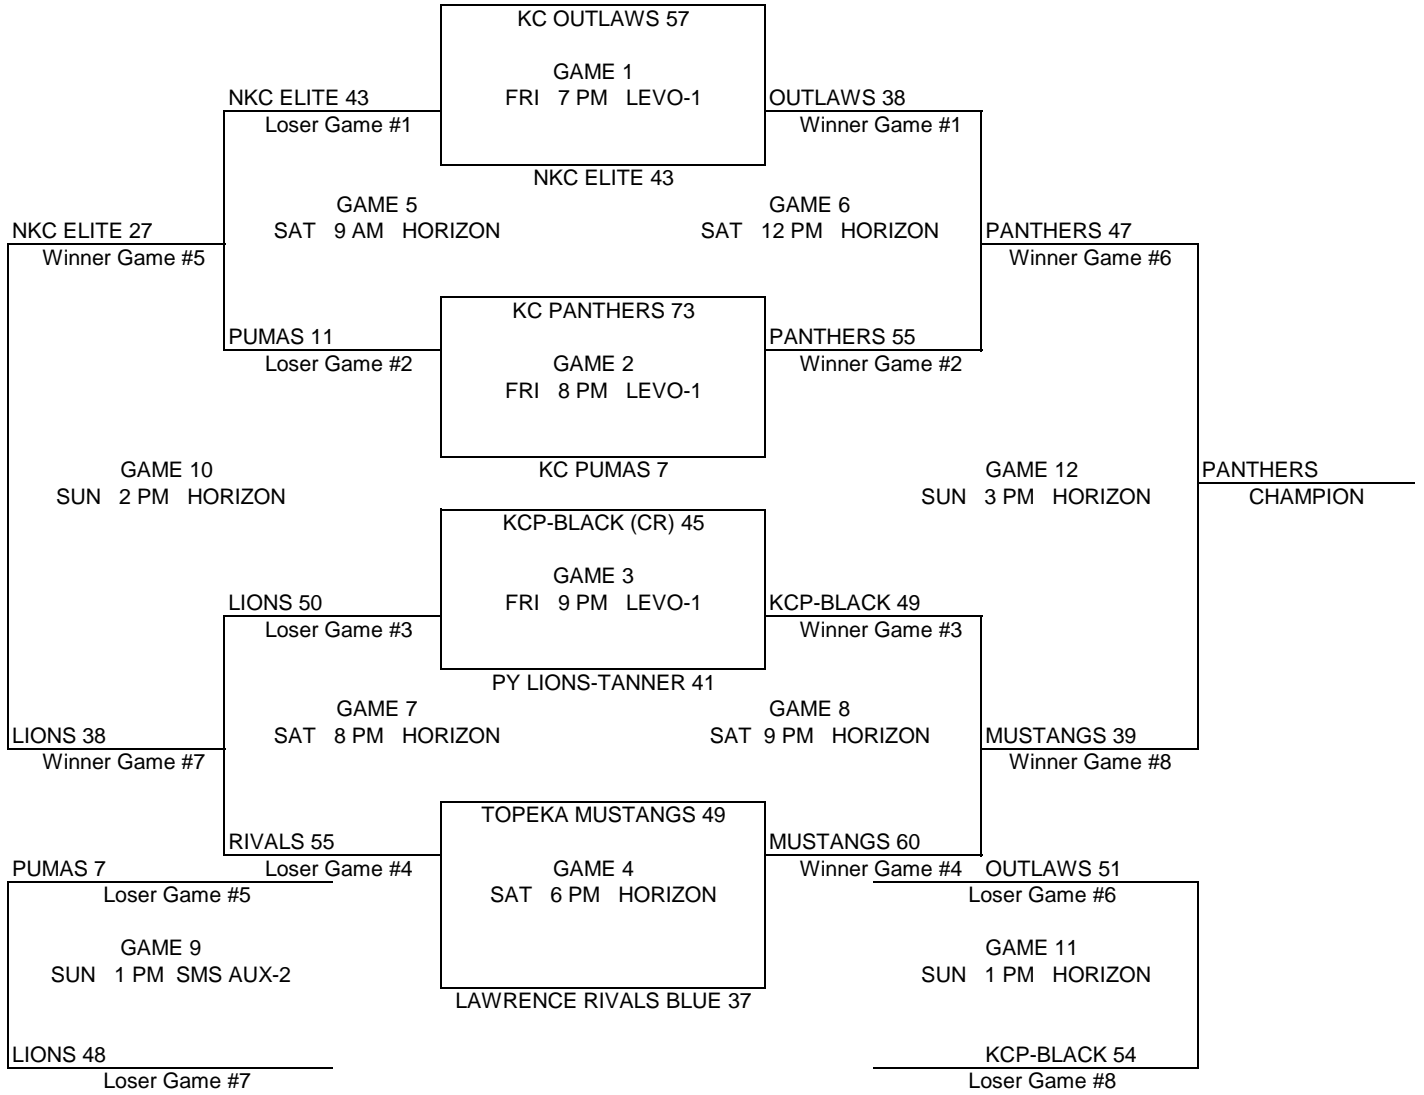 KC OUTLAWS 57
GAME 1
FRI 7 PM LEVO-1
NKC ELITE 43
Loser Game #1
OUTLAWS 38
Winner Game #1
NKC ELITE 43
GAME 5
SAT 9 AM HORIZON
GAME 6
SAT 12 PM HORIZON
NKC ELITE 27
Winner Game #5
PANTHERS 47
Winner Game #6
KC PANTHERS 73
PUMAS 11
Loser Game #2
GAME 2
FRI 8 PM LEVO-1
PANTHERS 55
Winner Game #2
KC PUMAS 7
GAME 10
SUN 2 PM HORIZON
GAME 12
SUN 3 PM HORIZON
PANTHERS
CHAMPION
KCP-BLACK (CR) 45
GAME 3
FRI 9 PM LEVO-1
LIONS 50
Loser Game #3
KCP-BLACK 49
Winner Game #3
PY LIONS-TANNER 41
GAME 7
SAT 8 PM HORIZON
GAME 8
SAT 9 PM HORIZON
LIONS 38
Winner Game #7
MUSTANGS 39
Winner Game #8
TOPEKA MUSTANGS 49
RIVALS 55
Loser Game #4
GAME 4
SAT 6 PM HORIZON
MUSTANGS 60
Winner Game #4
LAWRENCE RIVALS BLUE 37
PUMAS 7
Loser Game #5
GAME 9
SUN 1 PM SMS AUX-2
LIONS 48
Loser Game #7
OUTLAWS 51
Loser Game #6
GAME 11
SUN 1 PM HORIZON
KCP-BLACK 54
Loser Game #8